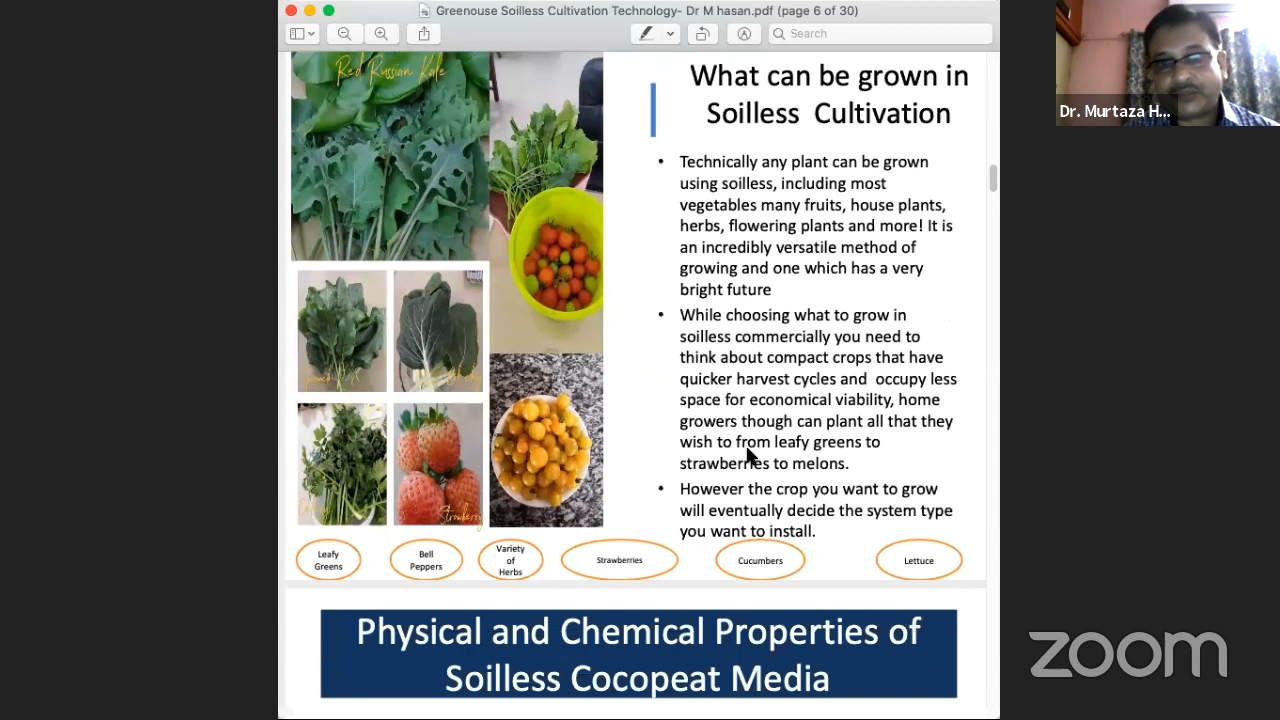 Greenouse Soilless Cultivation Technology- Dr M hasan.pdf (page 6 of 30)
Search
Dr. Murtaza H...
Red Russian Kale
What can be grown in
Soilless Cultivation
• Technically any plant can be grown
using soilless, including most
vegetables many fruits, house plants,
herbs, flowering plants and more! It is
an incredibly versatile method of
growing and one which has a very
bright future
• While choosing what to grow in
soilless commercially you need to
think about compact crops that have
quicker harvest cycles and occupy less
space for economical viability, home
growers though can plant all that they
wish to from leafy greens to
strawberries to melons.
• However the crop you want to grow
will eventually decide the system type
you want to install.
Strawberry
Leafy
Greens
Bell
Peppers
Variety
of
Herbs
Strawberries
Cucumbers
Lettuce
Physical and Chemical Properties of
Soilless Cocopeat Media
zoom